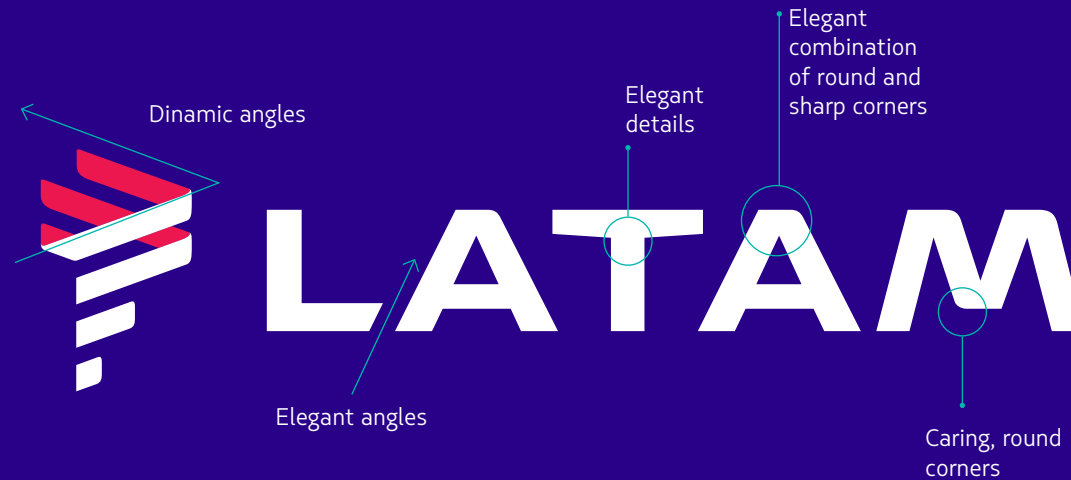 Elegant
combination
of round and
sharp corners
Elegant
details
Dinamic angles
LATAM
Elegant angles
Caring, round
corners